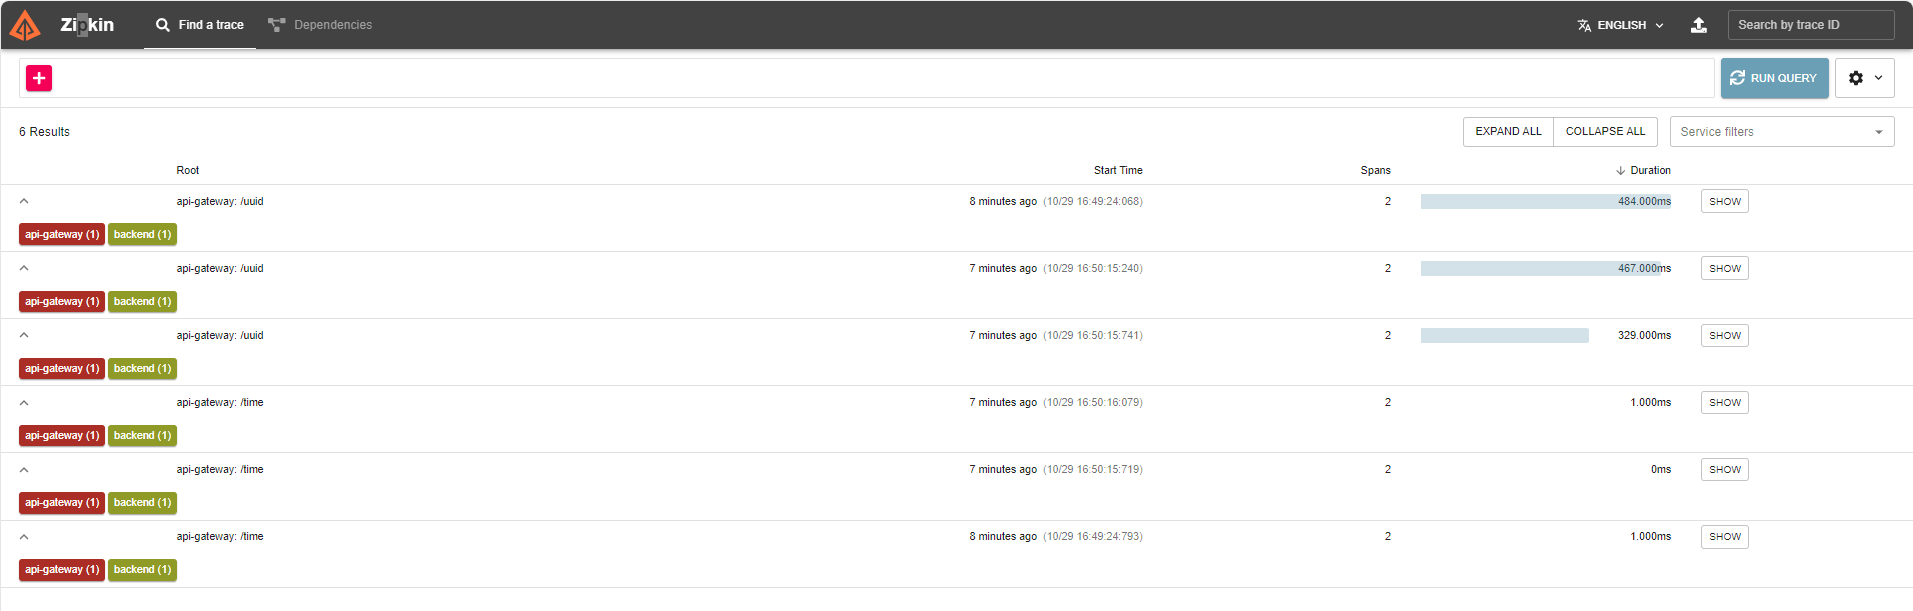 Zipkin Find a trace Dependencies ENGLISH Search by trace ID
RUN QUERY
6 Results EXPAND ALL COLLAPSE ALL Service filters
Root Start Time Spans Duration
api-gateway: /uuid 8 minutes ago (10/29 16:49:24:068) 2 484.000ms SHOW
api-gateway (1) backend (1)
api-gateway: /uuid 7 minutes ago (10/29 16:50:15:240) 2 467.000ms SHOW
api-gateway (1) backend (1)
api-gateway: /uuid 7 minutes ago (10/29 16:50:15:741) 2 329.000ms SHOW
api-gateway (1) backend (1)
api-gateway: /time 7 minutes ago (10/29 16:50:16:079) 2 1.000ms SHOW
api-gateway (1) backend (1)
api-gateway: /time 7 minutes ago (10/29 16:50:15:719) 2 0ms SHOW
api-gateway (1) backend (1)
api-gateway: /time 8 minutes ago (10/29 16:49:24:793) 2 1.000ms SHOW
api-gateway (1) backend (1)